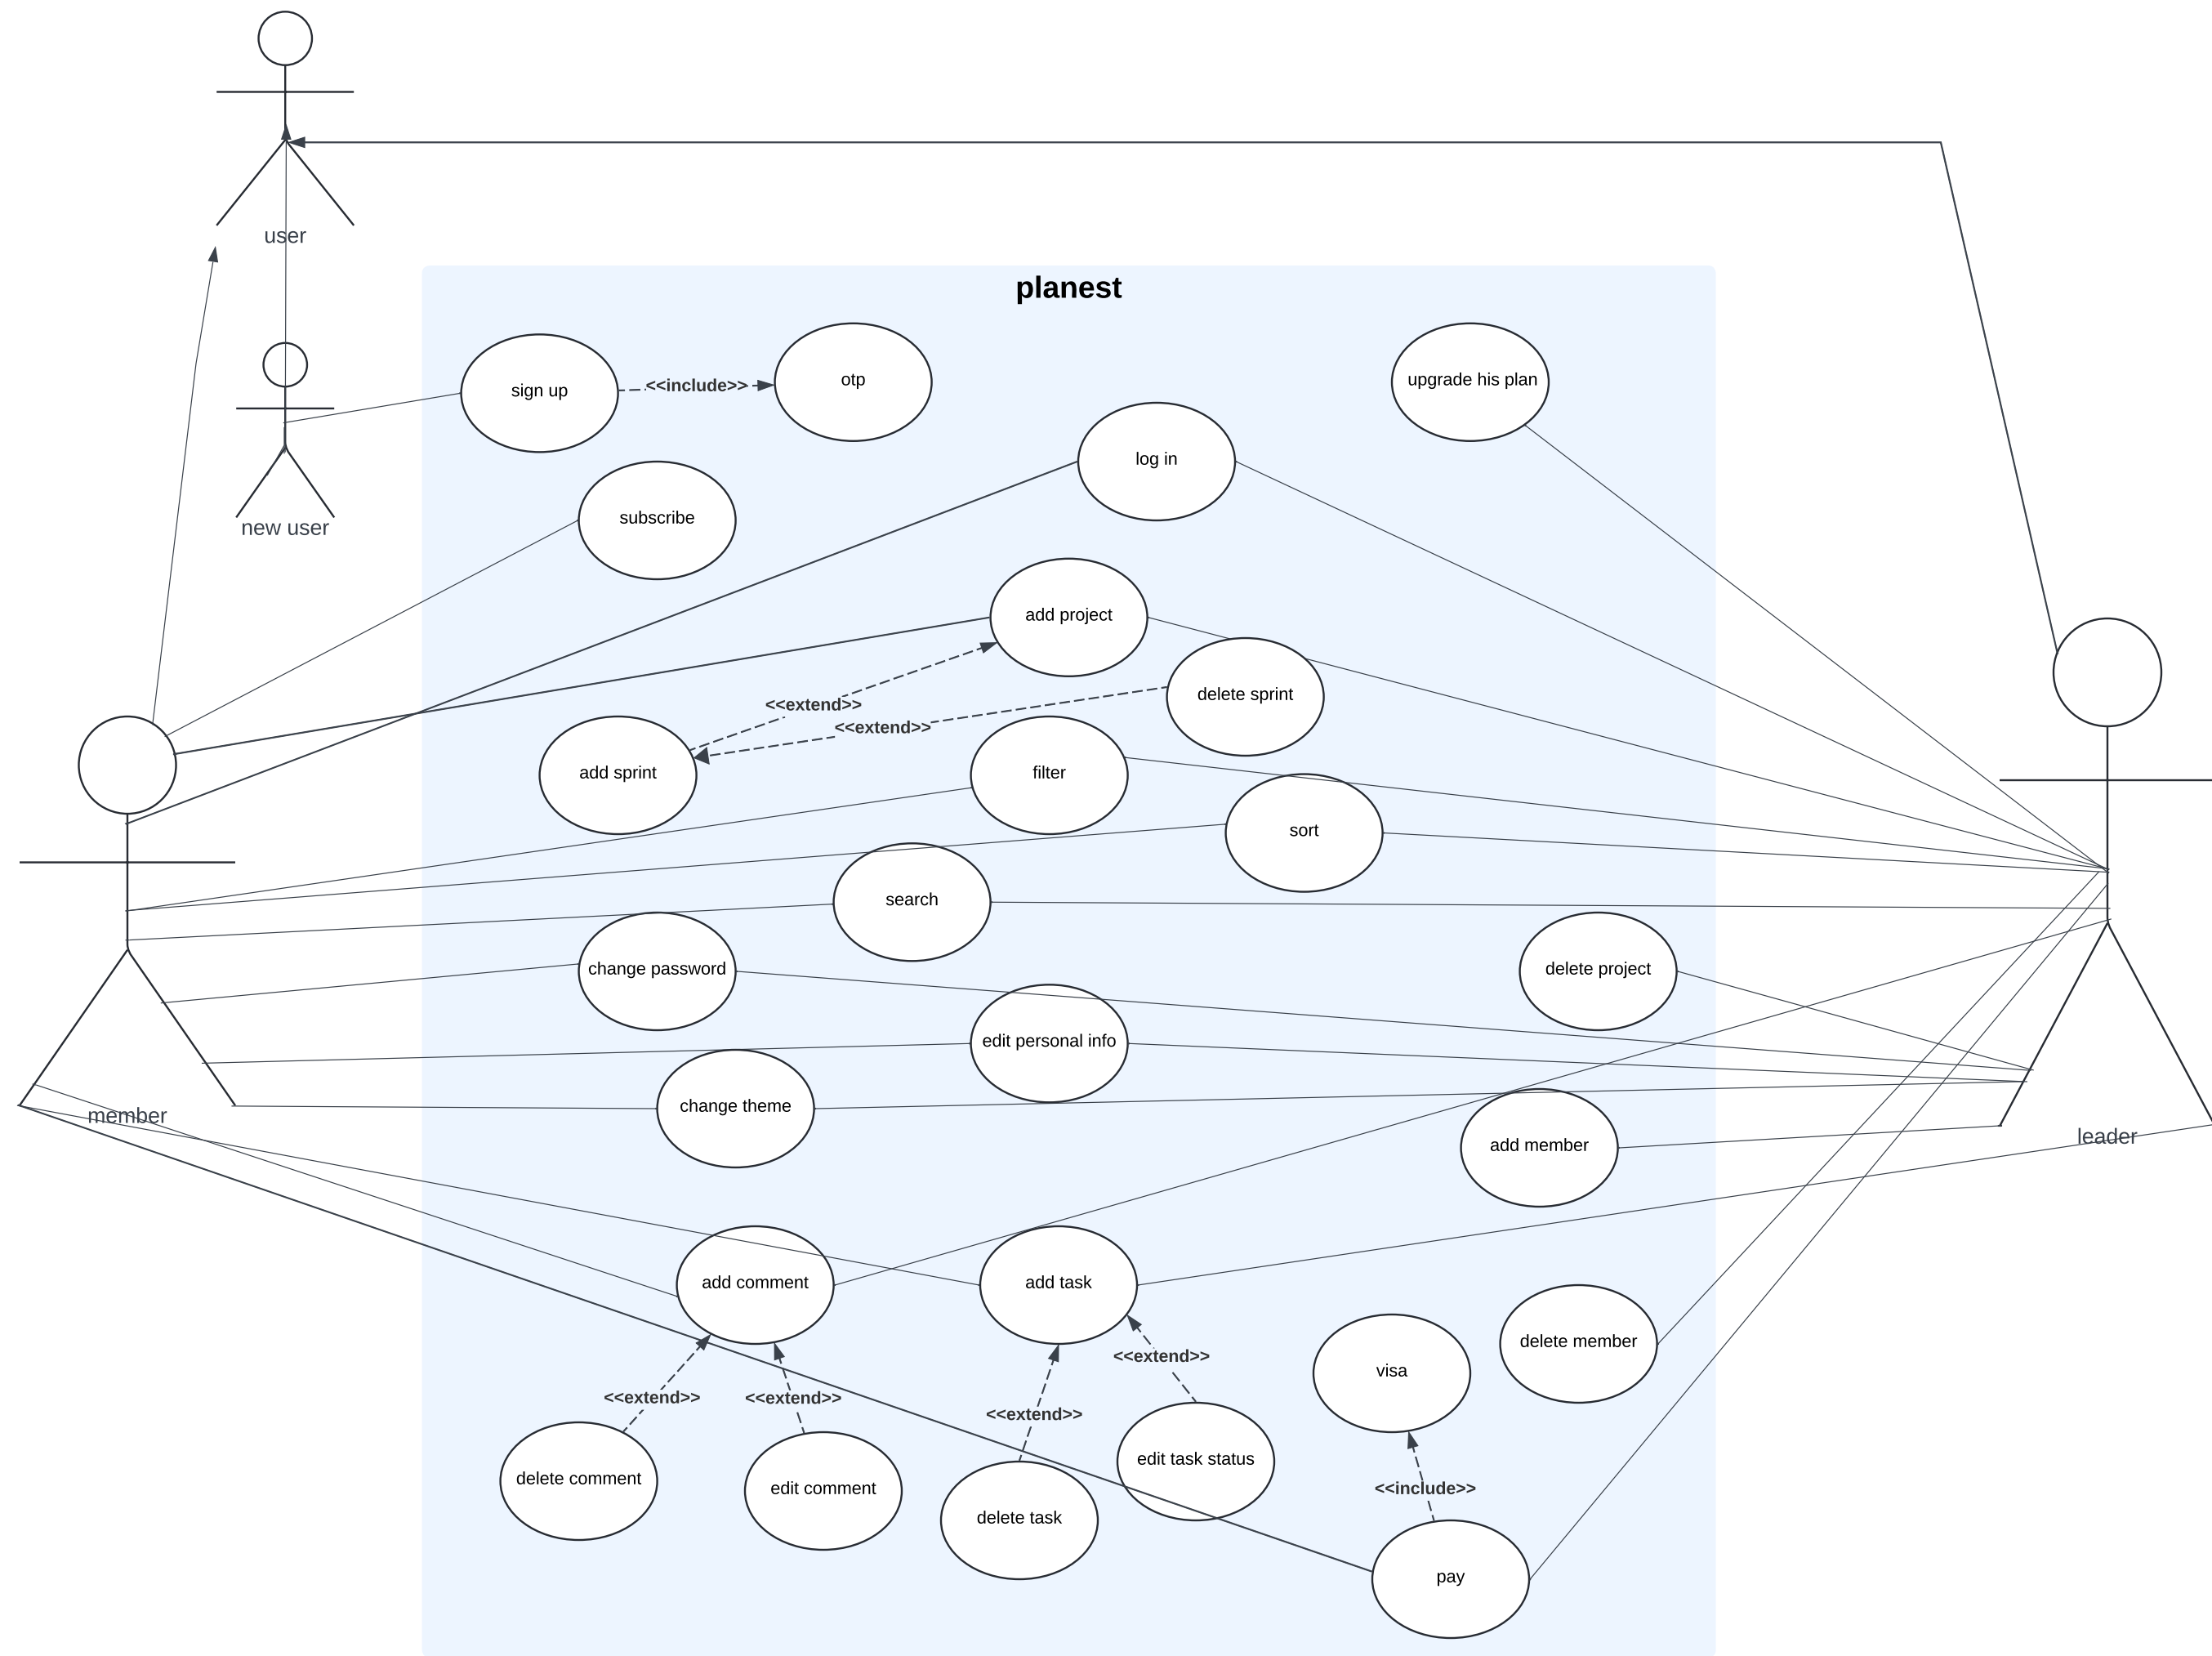 user
planest
sign up
<<include>>
otp
upgrade his plan
log in
new user
subscribe
add project
<<extend>>
delete sprint
<<extend>>
add sprint
filter
sort
search
change password
delete project
edit personal info
change theme
member
add member
leader
add comment
add task
delete member
<<extend>>
visa
<<extend>>
<<extend>>
<<extend>>
edit task status
delete comment
edit comment
<<include>>
delete task
pay